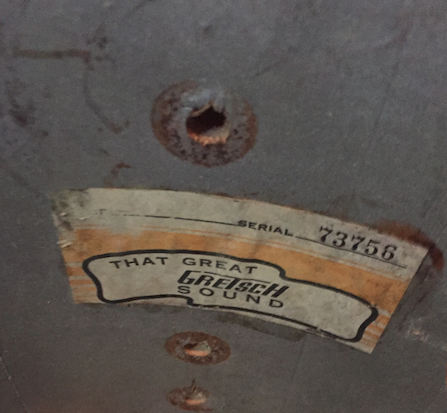 SERIAL 73756
THAT GREAT
GRETSCH
SOUND